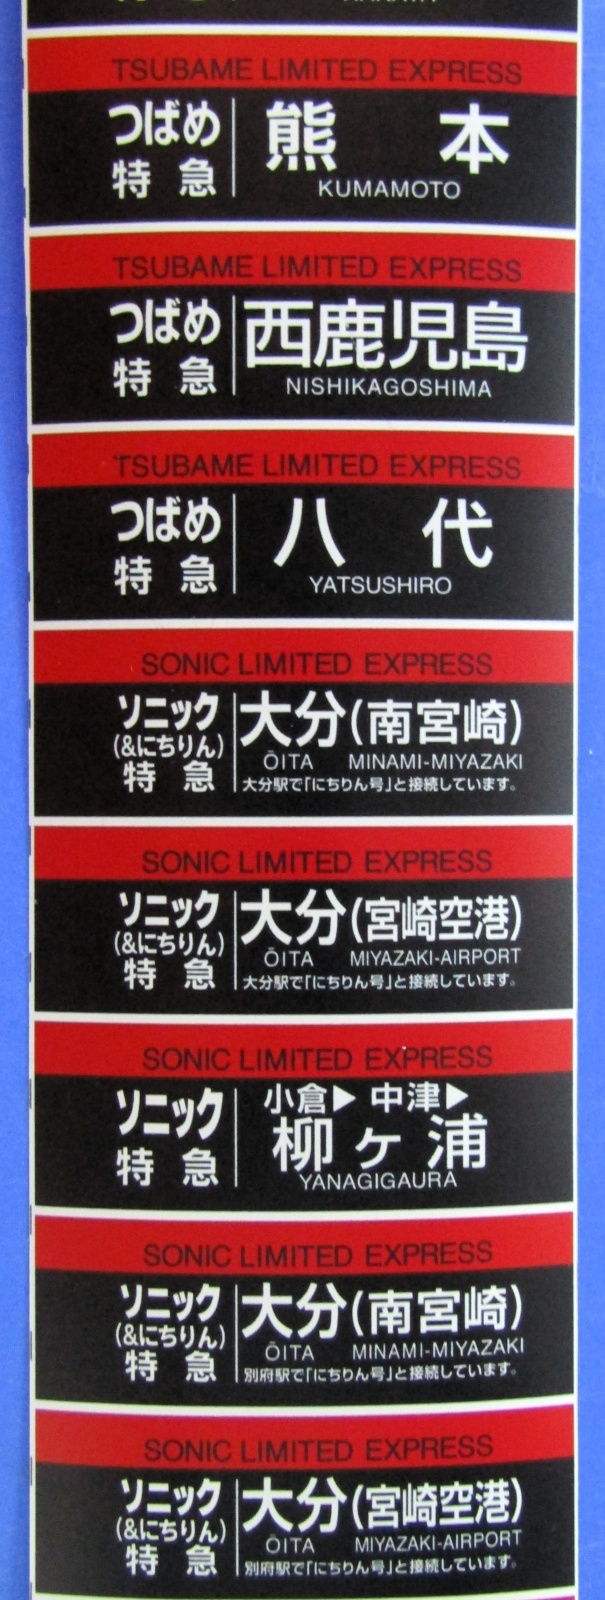 TSUBAME LIMITED EXPRESS
つばめ 熊本
特急 KUMAMOTO
TSUBAME LIMITED EXPRESS
つばめ 西鹿児島
特急 NISHIKAGOSHIMA
TSUBAME LIMITED EXPRESS
つばめ 八代
特急 YATSUSHIRO
SONIC LIMITED EXPRESS
ソニック 大分(南宮崎)
(&にちりん) ŌITA MINAMI-MIYAZAKI
特急 大分駅で「にちりん号」と接続しています。
SONIC LIMITED EXPRESS
ソニック 大分(宮崎空港)
(&にちりん) ŌITA MIYAZAKI-AIRPORT
特急 大分駅で「にちりん号」と接続しています。
SONIC LIMITED EXPRESS
小倉▶ 中津▶
ソニック 柳ヶ浦
特急 YANAGIGAURA
SONIC LIMITED EXPRESS
ソニック 大分(南宮崎)
(&にちりん) ŌITA MINAMI-MIYAZAKI
特急 別府駅で「にちりん号」と接続しています。
SONIC LIMITED EXPRESS
ソニック 大分(宮崎空港)
(&にちりん) ŌITA MIYAZAKI-AIRPORT
特急 別府駅で「にちりん号」と接続しています。